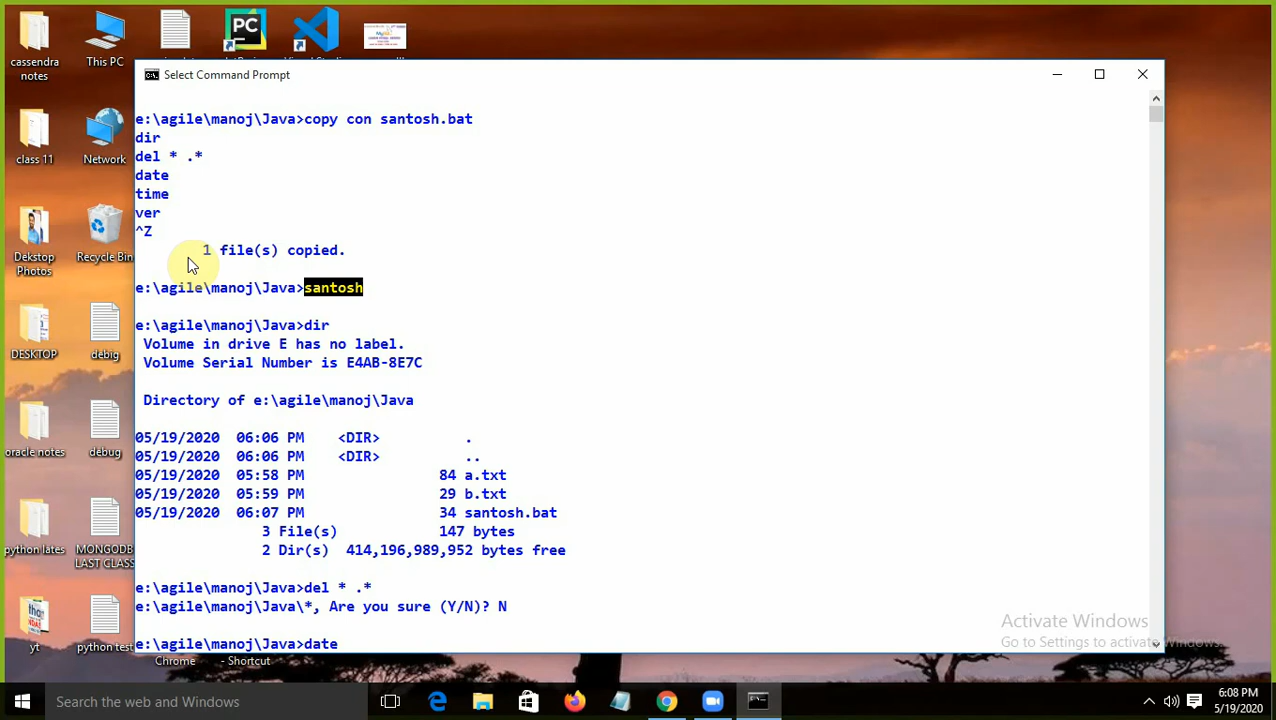 cassendra
notes
This PC
PC
Select Command Prompt
class 11
Network
Dekstop
Photos
Recycle Bin
DESKTOP
debig
oracle notes
debug
python lates
MONGODB
LAST CLASS
yt
python test
Chrome
- Shortcut
e:\agile\manoj\Java>copy con santosh.bat
dir
del * .*
date
time
ver
^Z
1 file(s) copied.
e:\agile\manoj\Java>santosh
e:\agile\manoj\Java>dir
Volume in drive E has no label.
Volume Serial Number is E4AB-8E7C
Directory of e:\agile\manoj\Java
05/19/2020 06:06 PM <DIR> .
05/19/2020 06:06 PM <DIR> ..
05/19/2020 05:58 PM 84 a.txt
05/19/2020 05:59 PM 29 b.txt
05/19/2020 06:07 PM 34 santosh.bat
3 File(s) 147 bytes
2 Dir(s) 414,196,989,952 bytes free
e:\agile\manoj\Java>del * .*
e:\agile\manoj\Java\*, Are you sure (Y/N)? N
e:\agile\manoj\Java>date
Activate Windows
Go to Settings to activate Windows.
Search the web and Windows
6:08 PM
5/19/2020